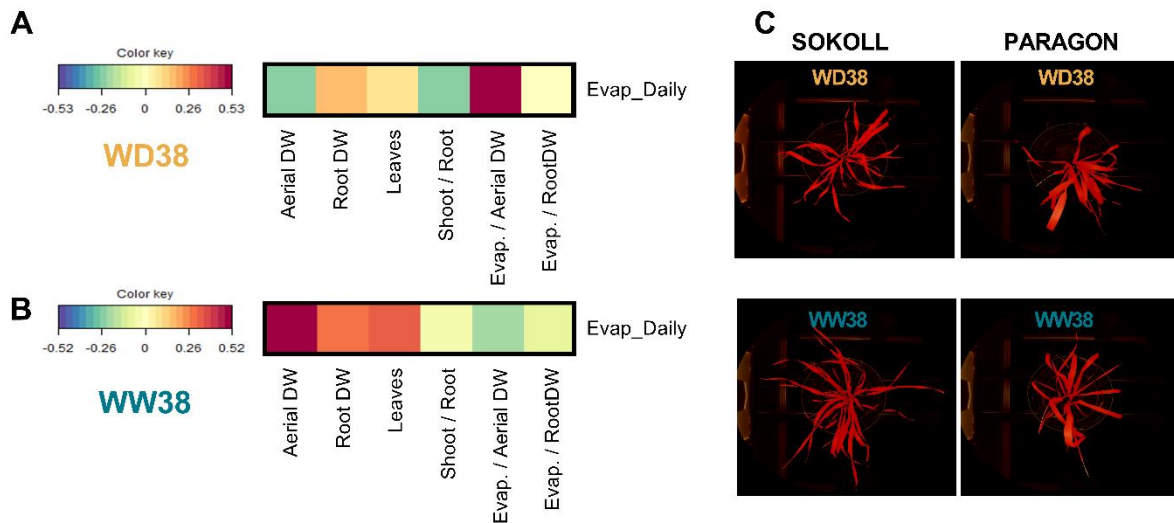 A
Color key
-0.53 -0.26 0 0.26 0.53
WD38
Evap_Daily
Aerial DW
Root DW
Leaves
Shoot / Root
Evap. / Aerial DW
Evap. / RootDW
B
Color key
-0.52 -0.26 0 0.26 0.52
WW38
Evap_Daily
Aerial DW
Root DW
Leaves
Shoot / Root
Evap. / Aerial DW
Evap. / RootDW
C
SOKOLL PARAGON
WD38 WD38
WW38 WW38